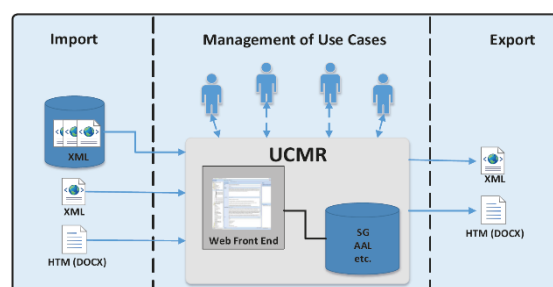 Import
Management of Use Cases
Export
UCMR
XML
XML
HTM (DOCX)
Web Front End
SG
AAL
etc.
XML
HTM (DOCX)